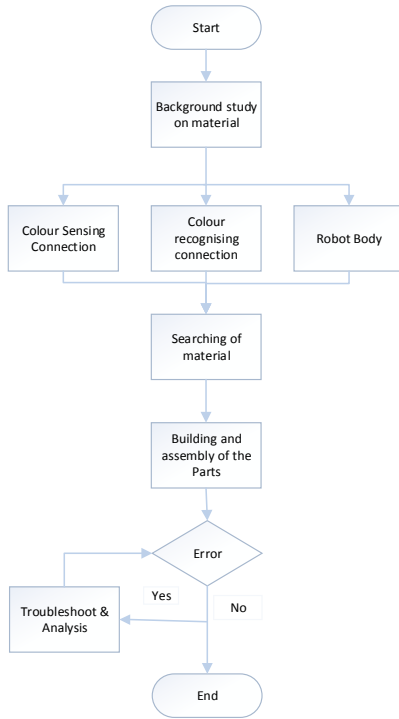 Start
Background study
on material
Colour Sensing
Connection
Colour
recognising
connection
Robot Body
Searching of
material
Building and
assembly of the
Parts
Error
Yes
No
Troubleshoot &
Analysis
End